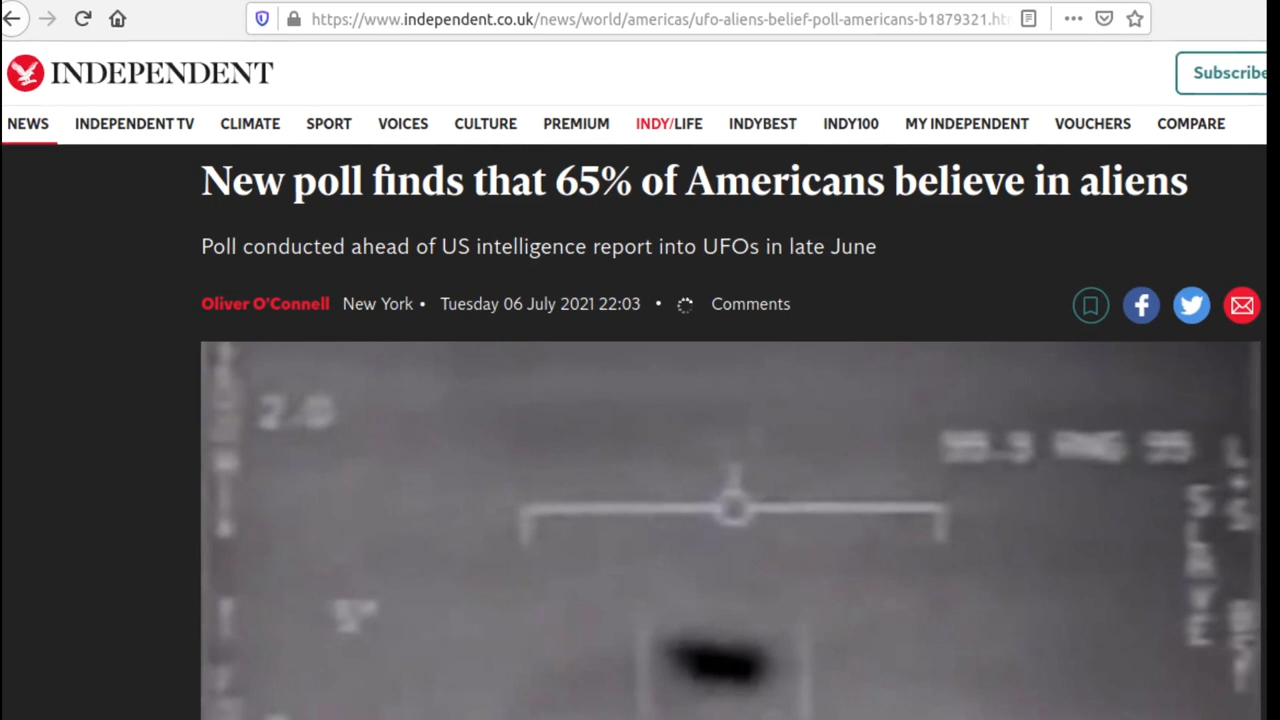 https://www.independent.co.uk/news/world/americas/ufo-aliens-belief-poll-americans-b1879321.ht
INDEPENDENT
Subscribe
NEWS INDEPENDENT TV CLIMATE SPORT VOICES CULTURE PREMIUM INDY/LIFE INDYBEST INDY100 MY INDEPENDENT VOUCHERS COMPARE
New poll finds that 65% of Americans believe in aliens
Poll conducted ahead of US intelligence report into UFOs in late June
Oliver O'Connell New York • Tuesday 06 July 2021 22:03 • Comments
2.0